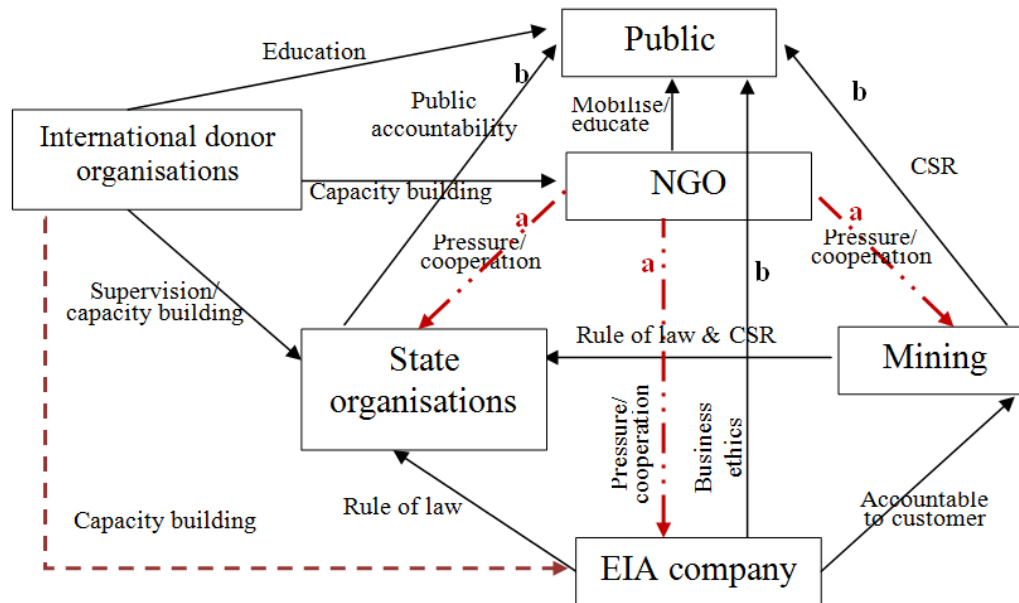 Public
Education
b
b
Public
accountability
Mobilise/
educate
International donor
organisations
NGO
CSR
Capacity building
a
a
a
Pressure/
cooperation
Pressure/
cooperation
b
Supervision/
capacity building
Rule of law & CSR
State
organisations
Mining
Pressure/
cooperation
Business
ethics
Rule of law
Accountable
to customer
Capacity building
EIA company